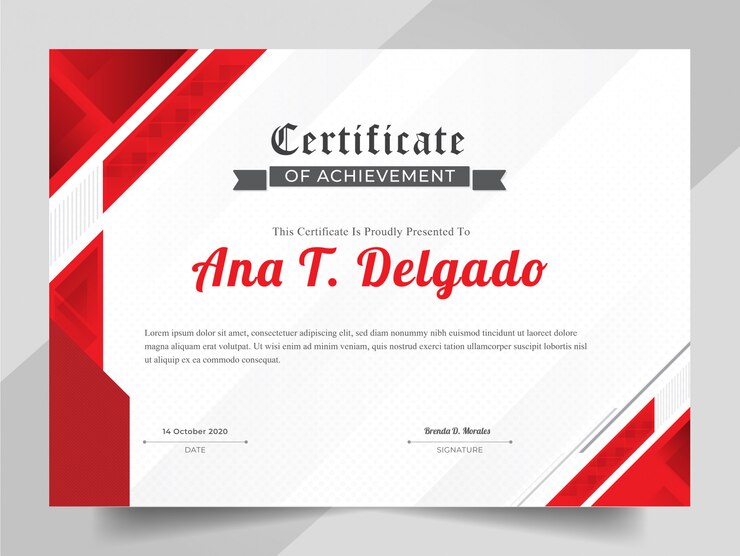 Certificate
OF ACHIEVEMENT
This Certificate Is Proudly Presented To
Ana T. Delgado
Lorem ipsum dolor sit amet, consectetuer adipiscing elit, sed diam nonummy nibh euismod tincidunt ut laoreet dolore
magna aliquam erat volutpat. Ut wisi enim ad minim veniam, quis nostrud exerci tation ullamcorper suscipit lobortis nisl
ut aliquip ex ea commodo consequat.
14 October 2020
Brenda D. Morales
DATE
SIGNATURE